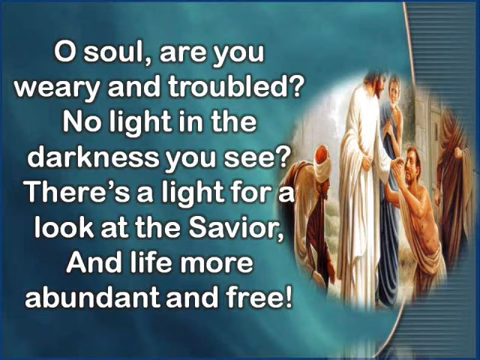 O soul, are you
weary and troubled?
No light in the
darkness you see?
There's a light for a
look at the Savior,
And life more
abundant and free!